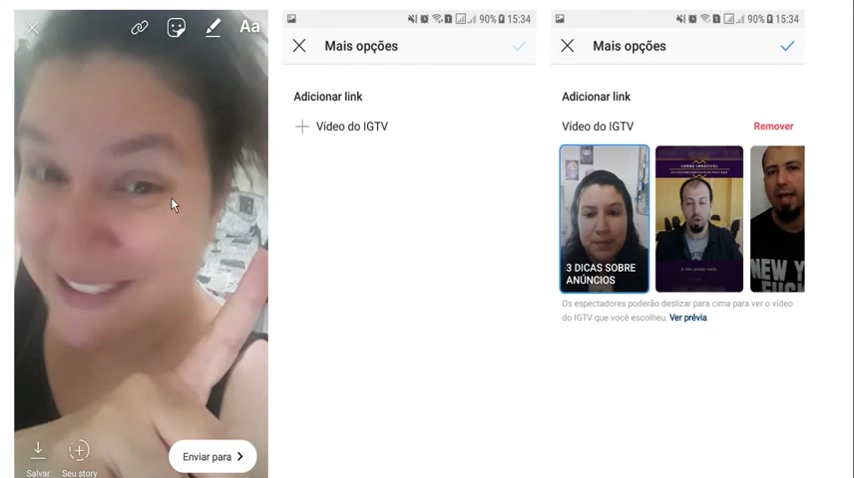 Aa
Salvar
Seu story
Enviar para
90% 15:34
Mais opções
Adicionar link
Vídeo do IGTV
90% 15:34
Mais opções
Adicionar link
Vídeo do IGTV
Remover
3 DICAS SOBRE
ANÚNCIOS
NEW Y
Os espectadores poderão deslizar para cima para ver o vídeo
do IGTV que você escolheu. Ver prévia.